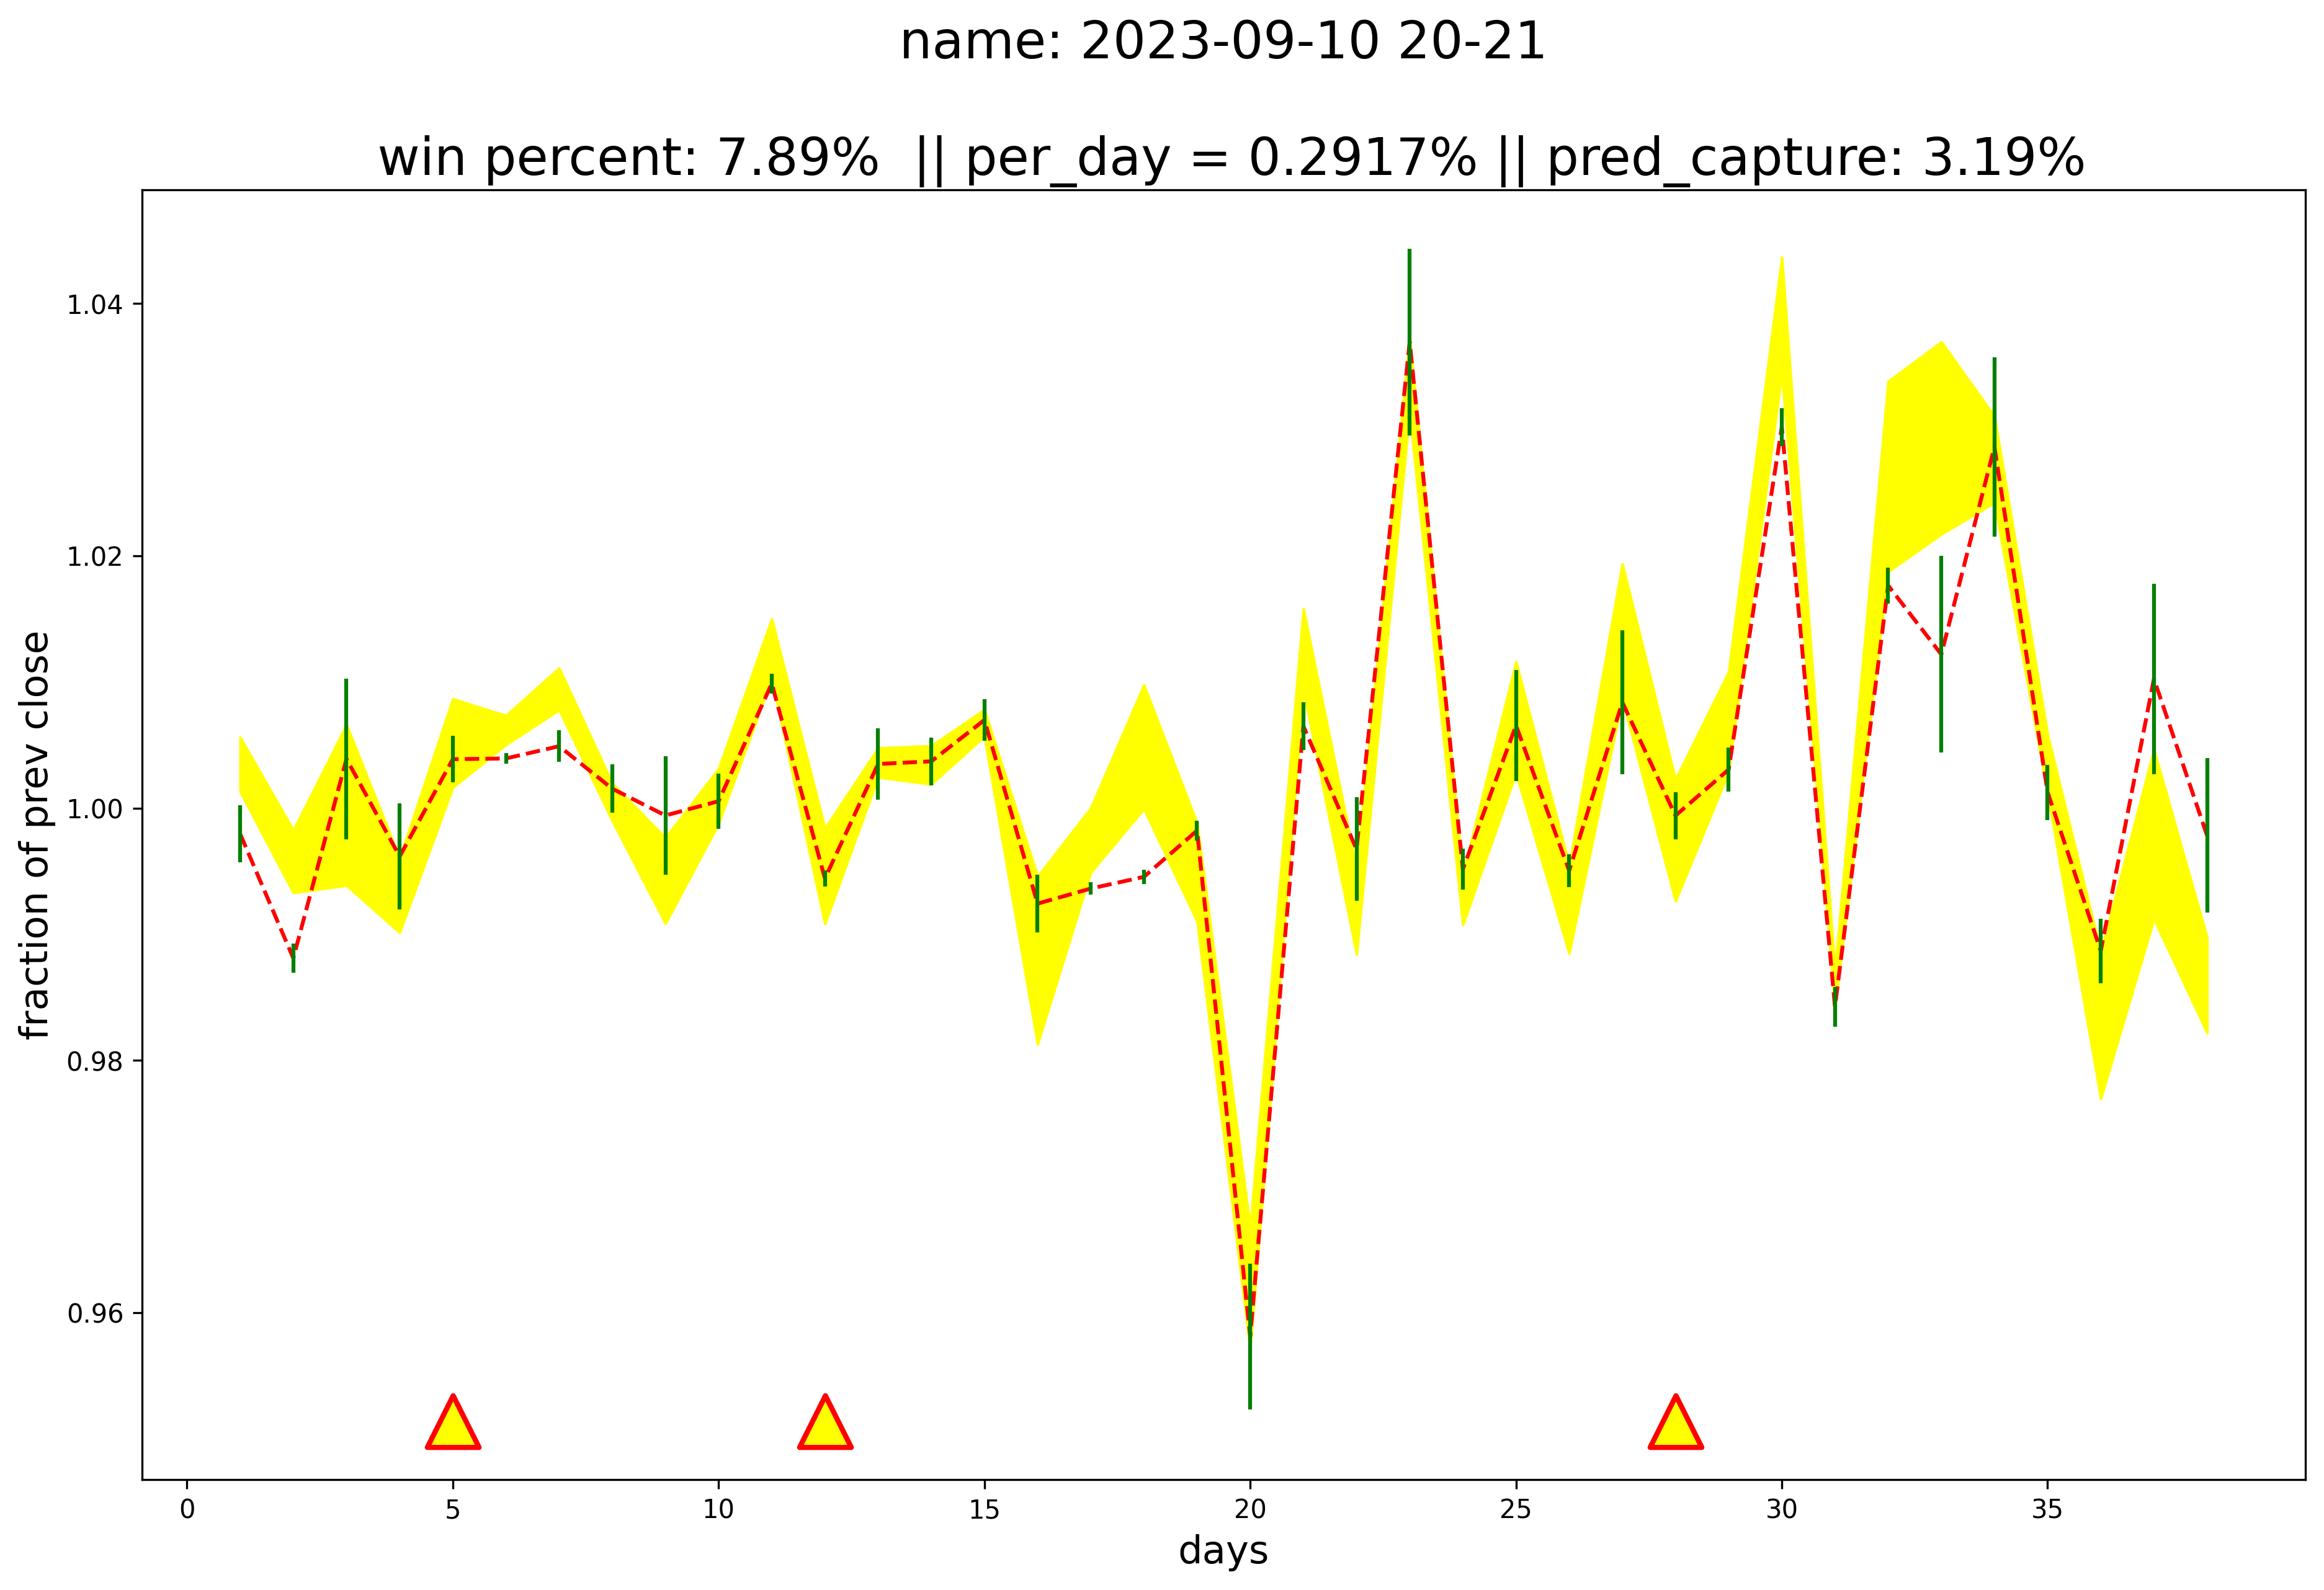 name: 2023-09-10 20-21
win percent: 7.89%  || per_day = 0.2917% || pred_capture: 3.19%
fraction of prev close
1.04
1.02
1.00
0.98
0.96
0 5 10 15 20 25 30 35
days